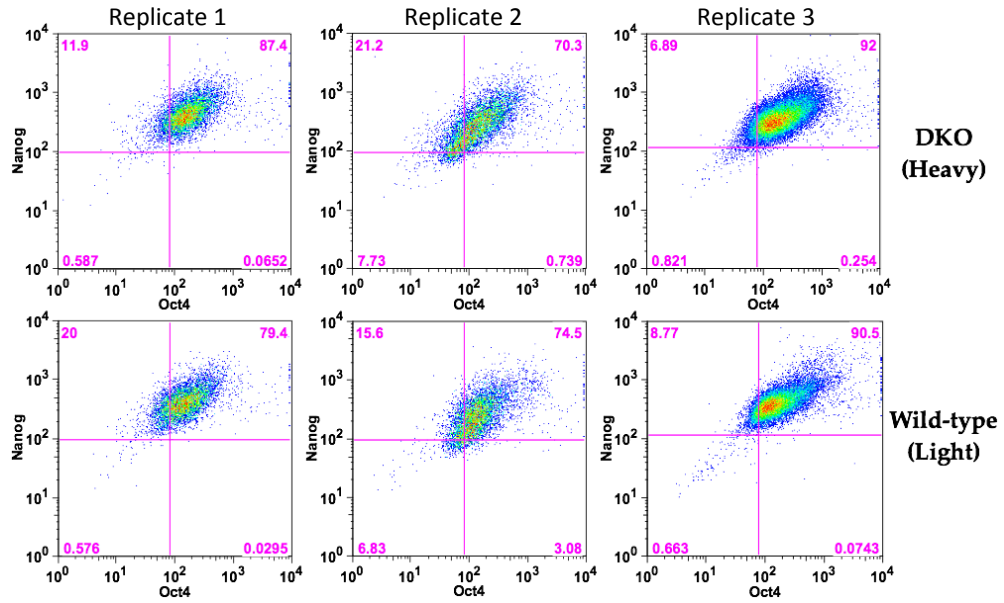 Replicate 1 Replicate 2 Replicate 3
10^4 10^4 10^4
11.9 87.4 21.2 70.3 6.89 92
10^3 10^3 10^3
Nanog Nanog Nanog
10^2 10^2 10^2
DKO
(Heavy)
10^1 10^1 10^1
0.587 0.0652 7.73 0.739 0.821 0.254
10^0 10^0 10^0
10^0 10^1 10^2 10^3 10^4 10^0 10^1 10^2 10^3 10^4 10^0 10^1 10^2 10^3 10^4
Oct4 Oct4 Oct4
10^4 10^4 10^4
20 79.4 15.6 74.5 8.77 90.5
10^3 10^3 10^3
Nanog Nanog Nanog
10^2 10^2 10^2
Wild-type
(Light)
10^1 10^1 10^1
0.576 0.0295 6.83 3.08 0.663 0.0743
10^0 10^0 10^0
10^0 10^1 10^2 10^3 10^4 10^0 10^1 10^2 10^3 10^4 10^0 10^1 10^2 10^3 10^4
Oct4 Oct4 Oct4